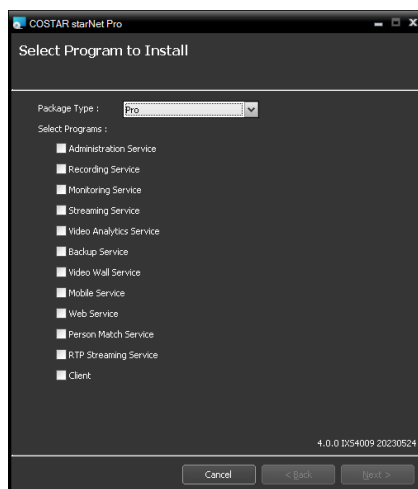 COSTAR starNet Pro
Select Program to Install
Package Type : Pro
Select Programs :
Administration Service
Recording Service
Monitoring Service
Streaming Service
Video Analytics Service
Backup Service
Video Wall Service
Mobile Service
Web Service
Person Match Service
RTP Streaming Service
Client
4.0.0 IX54009 20230524
Cancel < Back Next >